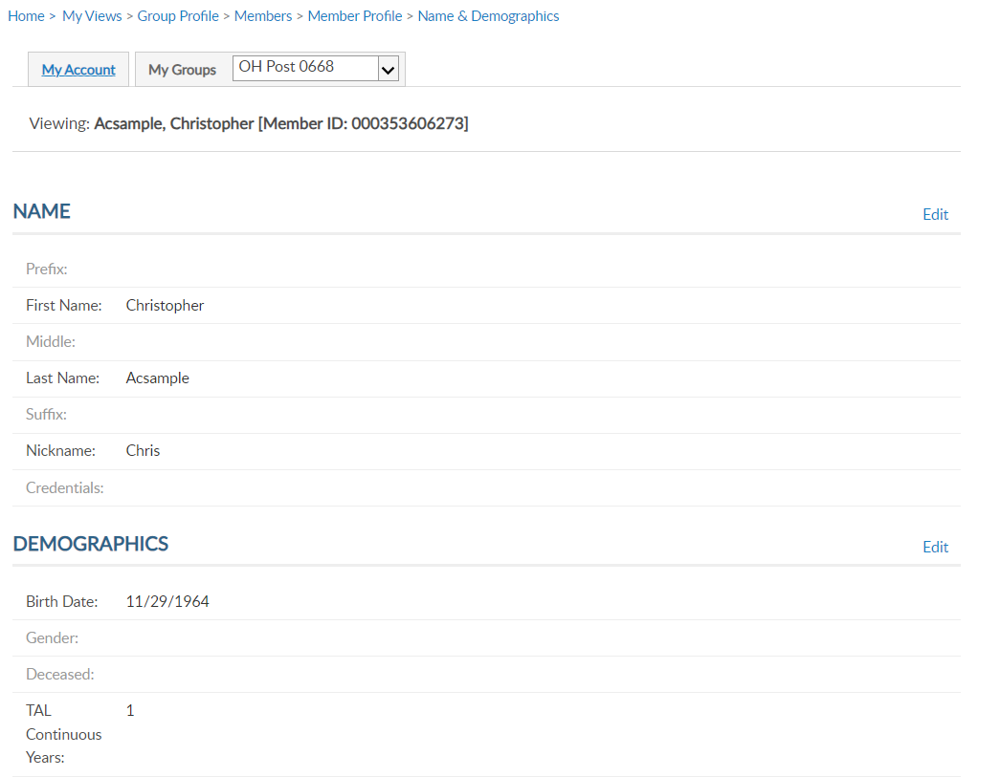 Home > My Views > Group Profile > Members > Member Profile > Name & Demographics
My Account My Groups OH Post 0668
Viewing: Acsample, Christopher [Member ID: 000353606273]
NAME Edit
Prefix:
First Name: Christopher
Middle:
Last Name: Acsample
Suffix:
Nickname: Chris
Credentials:
DEMOGRAPHICS Edit
Birth Date: 11/29/1964
Gender:
Deceased:
TAL 1
Continuous
Years: